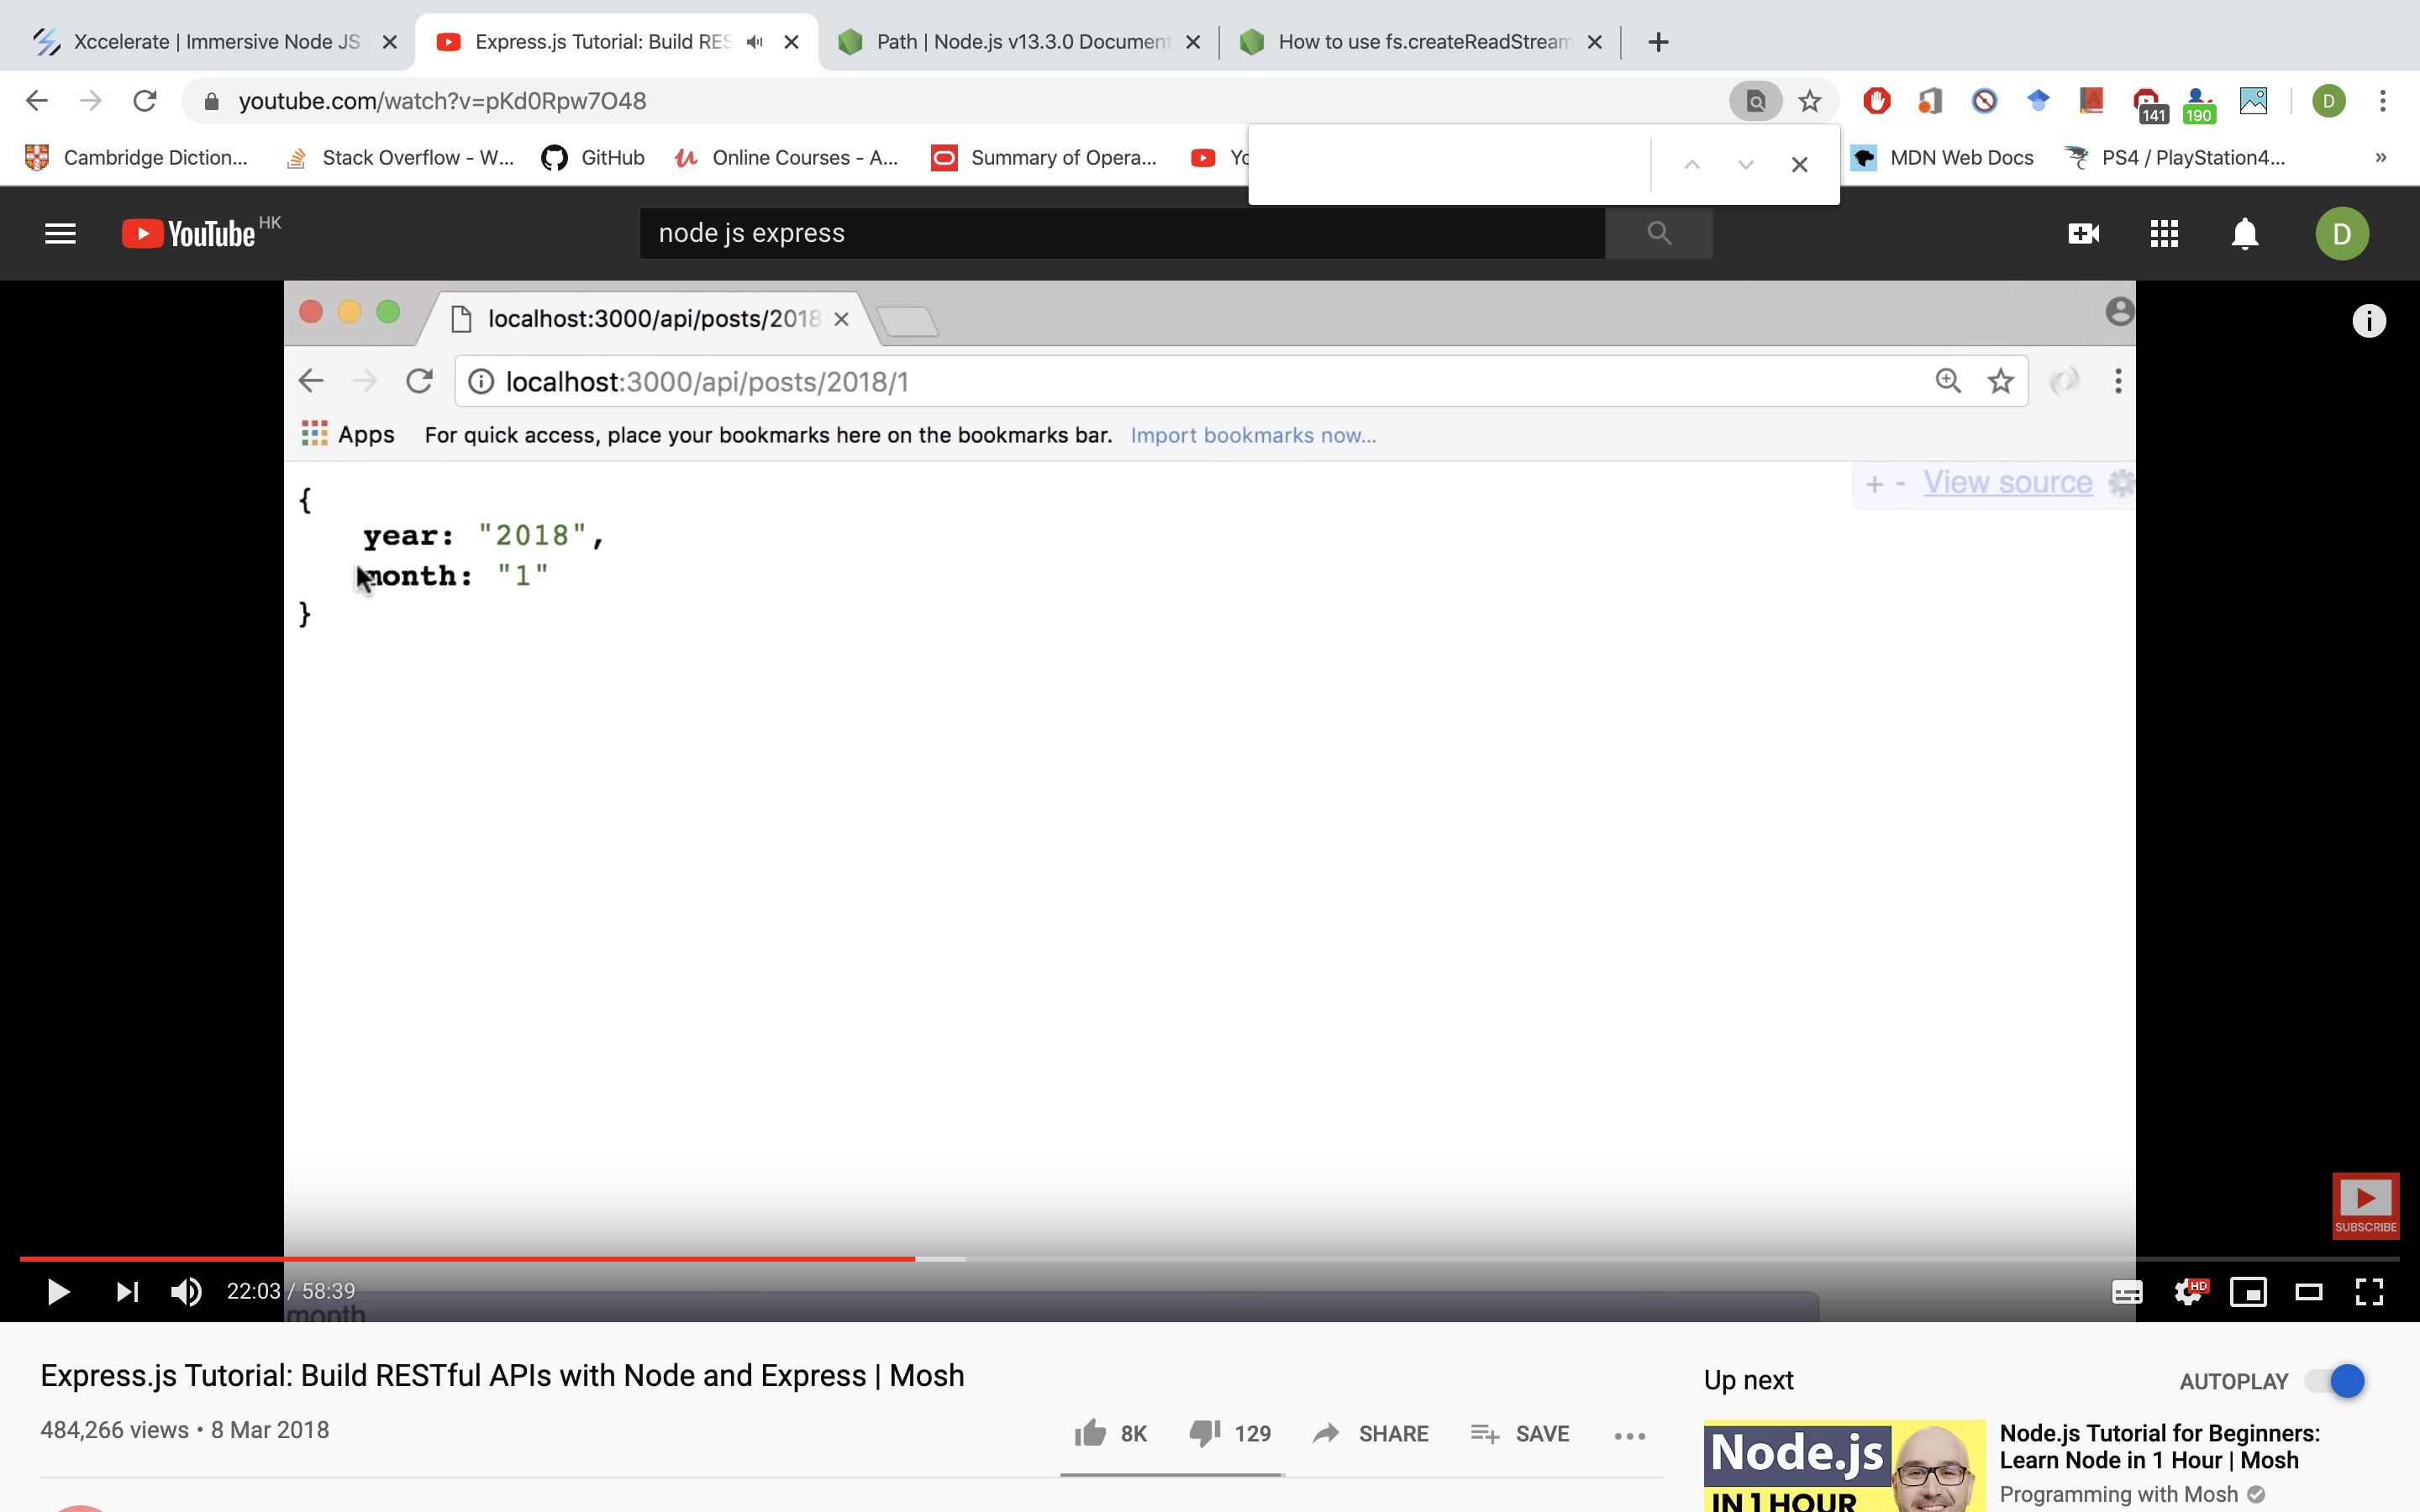 Xccelerate | Immersive Node JS
Express.js Tutorial: Build RES
Path | Node.js v13.3.0 Document
How to use fs.createReadStream
youtube.com/watch?v=pKd0Rpw7O48
141
190
D
Cambridge Diction...
Stack Overflow - W...
GitHub
Online Courses - A...
Summary of Opera...
Yo
MDN Web Docs
PS4 / PlayStation4...
»
YouTube HK
node js express
D
localhost:3000/api/posts/2018
localhost:3000/api/posts/2018/1
Apps
For quick access, place your bookmarks here on the bookmarks bar. Import bookmarks now...
+ - View source
{
year: "2018",
month: "1"
}
SUBSCRIBE
22:03 / 58:39
HD
month
Express.js Tutorial: Build RESTful APIs with Node and Express | Mosh
484,266 views • 8 Mar 2018
8K
129
SHARE
SAVE
Up next
AUTOPLAY
Node.js
IN 1 HOUR
Node.js Tutorial for Beginners:
Learn Node in 1 Hour | Mosh
Programming with Mosh